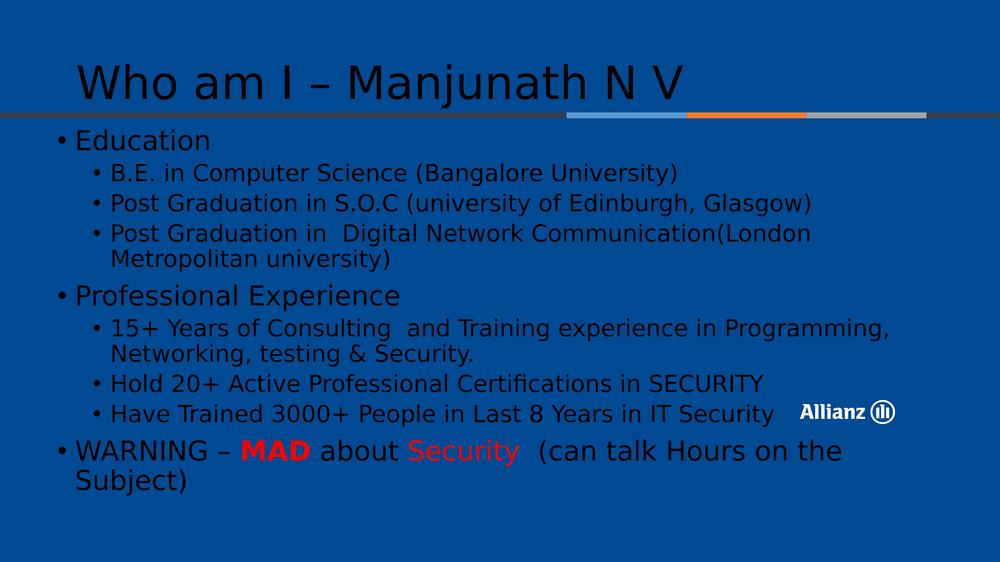 Who am I – Manjunath N V
• Education
• B.E. in Computer Science (Bangalore University)
• Post Graduation in S.O.C (university of Edinburgh, Glasgow)
• Post Graduation in  Digital Network Communication(London
Metropolitan university)
• Professional Experience
• 15+ Years of Consulting  and Training experience in Programming,
Networking, testing & Security.
• Hold 20+ Active Professional Certifications in SECURITY
• Have Trained 3000+ People in Last 8 Years in IT Security
Allianz
• WARNING – MAD about Security  (can talk Hours on the
Subject)